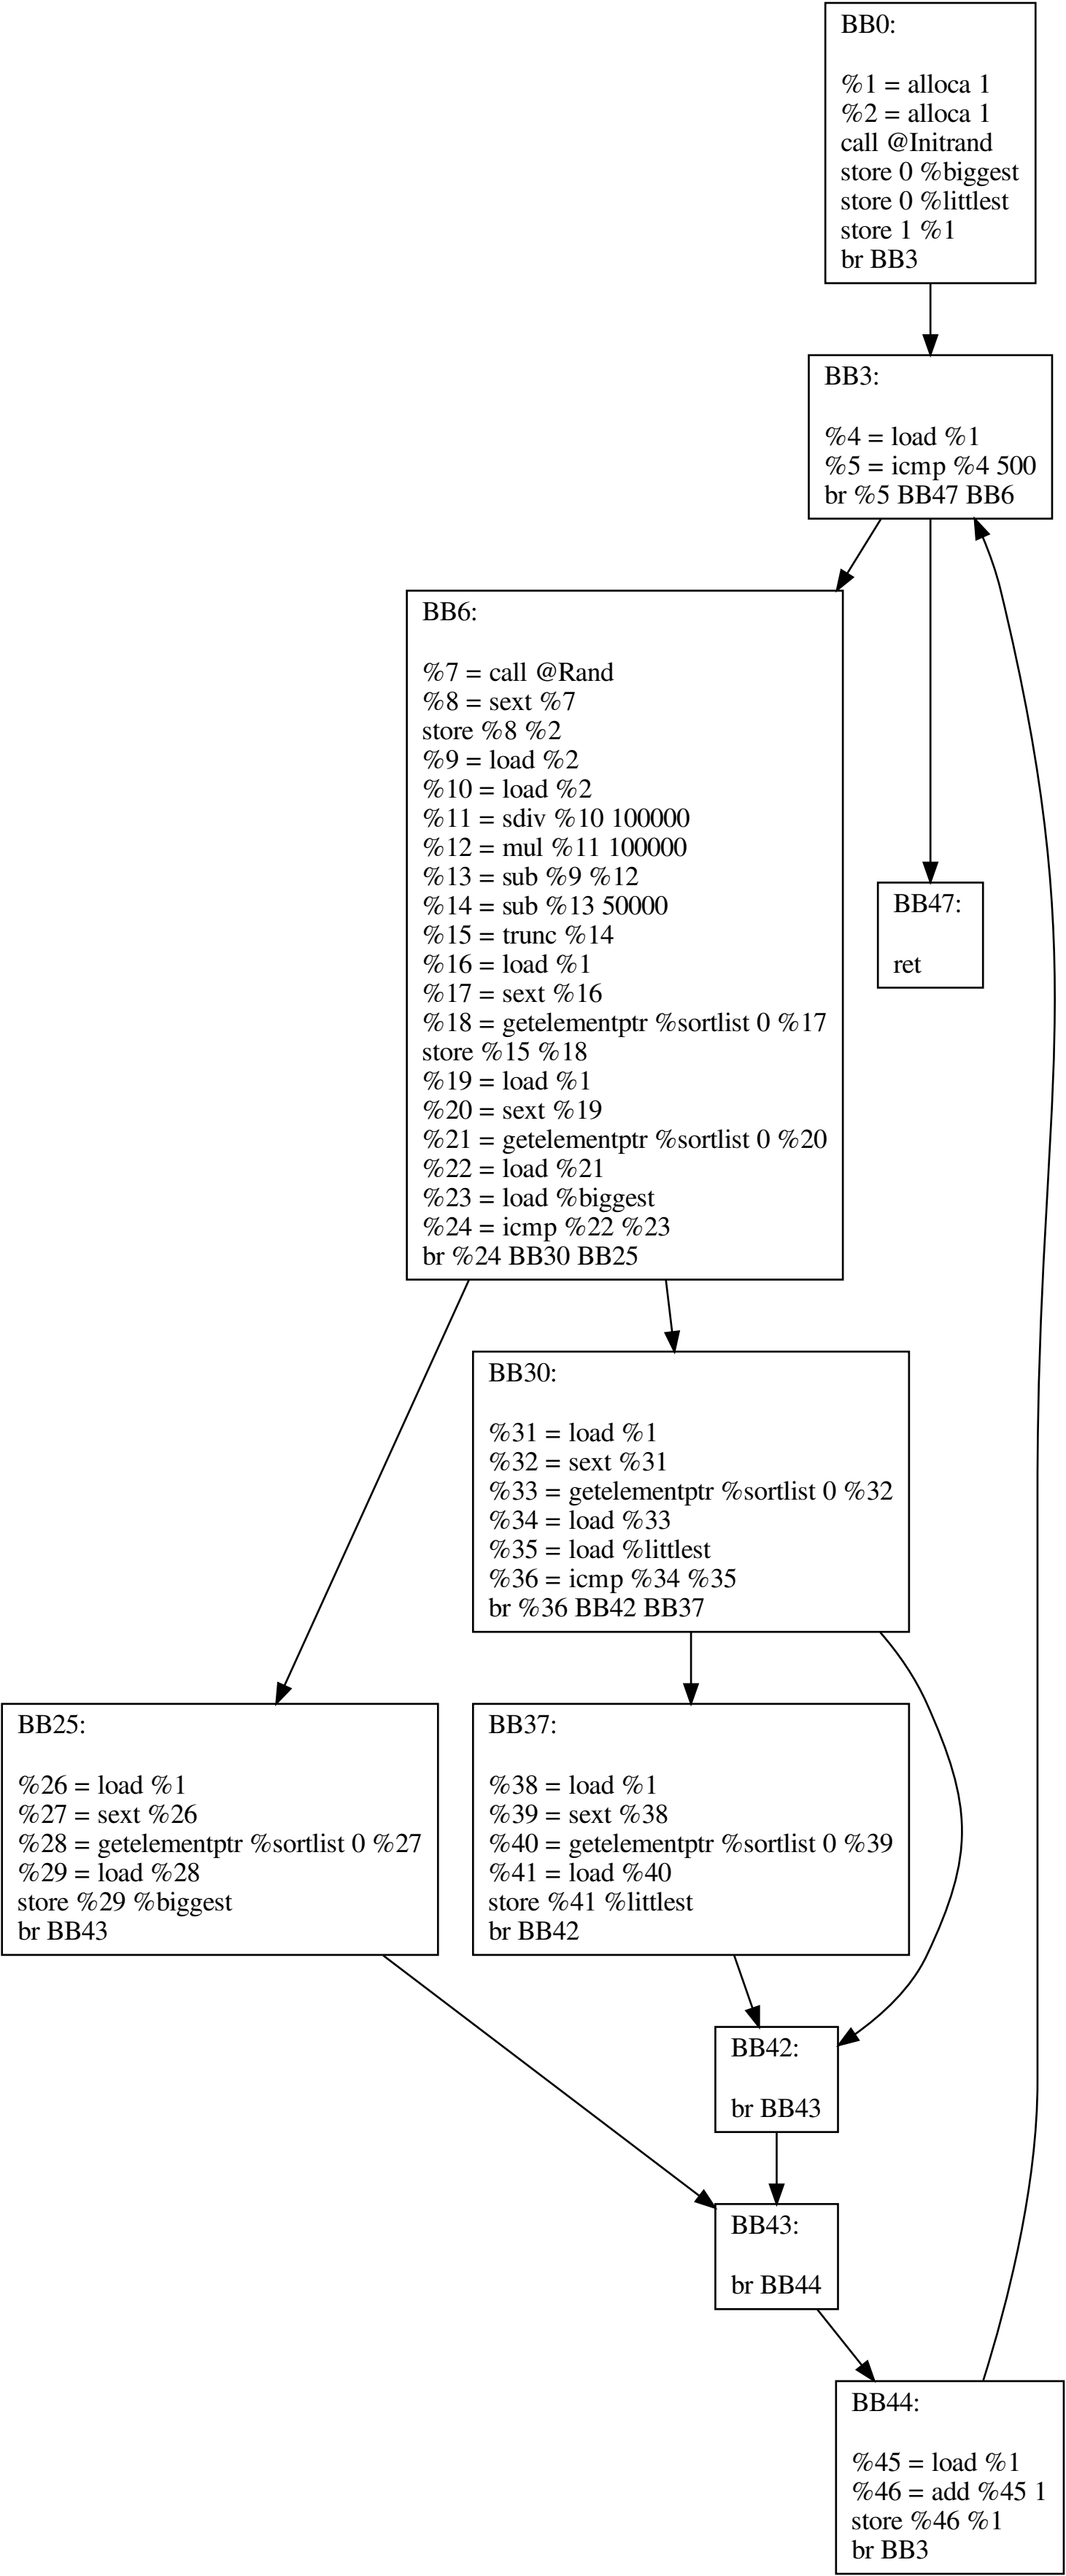 BB0:
%1 = alloca 1
%2 = alloca 1
call @Initrand
store 0 %biggest
store 0 %littlest
store 1 %1
br BB3
BB3:
%4 = load %1
%5 = icmp %4 500
br %5 BB47 BB6
BB6:
%7 = call @Rand
%8 = sext %7
store %8 %2
%9 = load %2
%10 = load %2
%11 = sdiv %10 100000
%12 = mul %11 100000
%13 = sub %9 %12
%14 = sub %13 50000
%15 = trunc %14
%16 = load %1
%17 = sext %16
%18 = getelementptr %sortlist 0 %17
store %15 %18
%19 = load %1
%20 = sext %19
%21 = getelementptr %sortlist 0 %20
%22 = load %21
%23 = load %biggest
%24 = icmp %22 %23
br %24 BB30 BB25
BB47:
ret
BB30:
%31 = load %1
%32 = sext %31
%33 = getelementptr %sortlist 0 %32
%34 = load %33
%35 = load %littlest
%36 = icmp %34 %35
br %36 BB42 BB37
BB25:
%26 = load %1
%27 = sext %26
%28 = getelementptr %sortlist 0 %27
%29 = load %28
store %29 %biggest
br BB43
BB37:
%38 = load %1
%39 = sext %38
%40 = getelementptr %sortlist 0 %39
%41 = load %40
store %41 %littlest
br BB42
BB42:
br BB43
BB43:
br BB44
BB44:
%45 = load %1
%46 = add %45 1
store %46 %1
br BB3